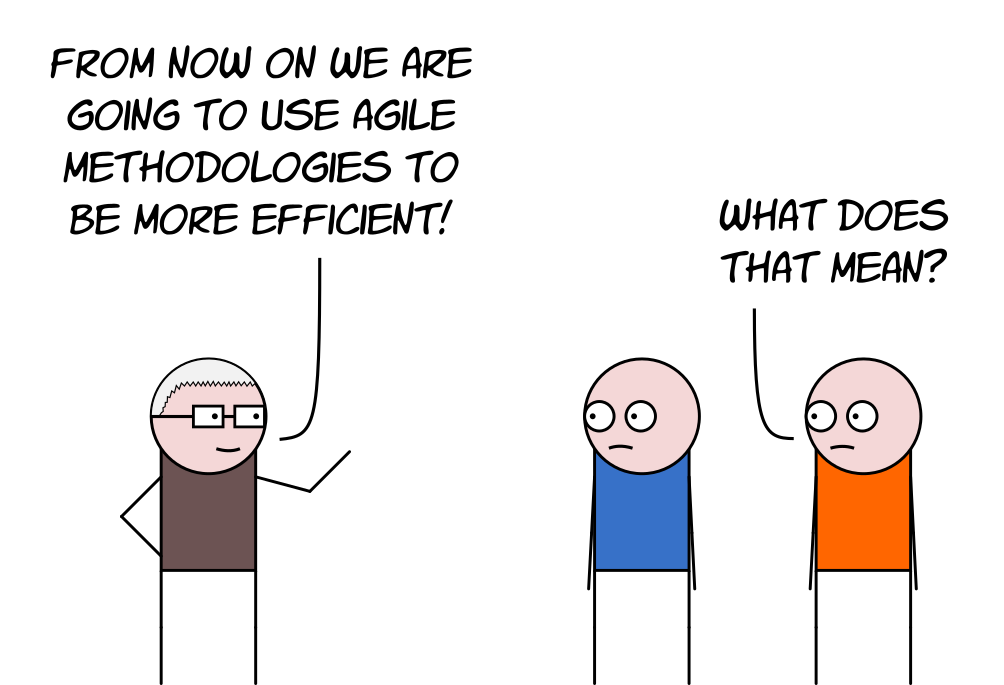 FROM NOW ON WE ARE
GOING TO USE AGILE
METHODOLOGIES TO
BE MORE EFFICIENT!
WHAT DOES
THAT MEAN?